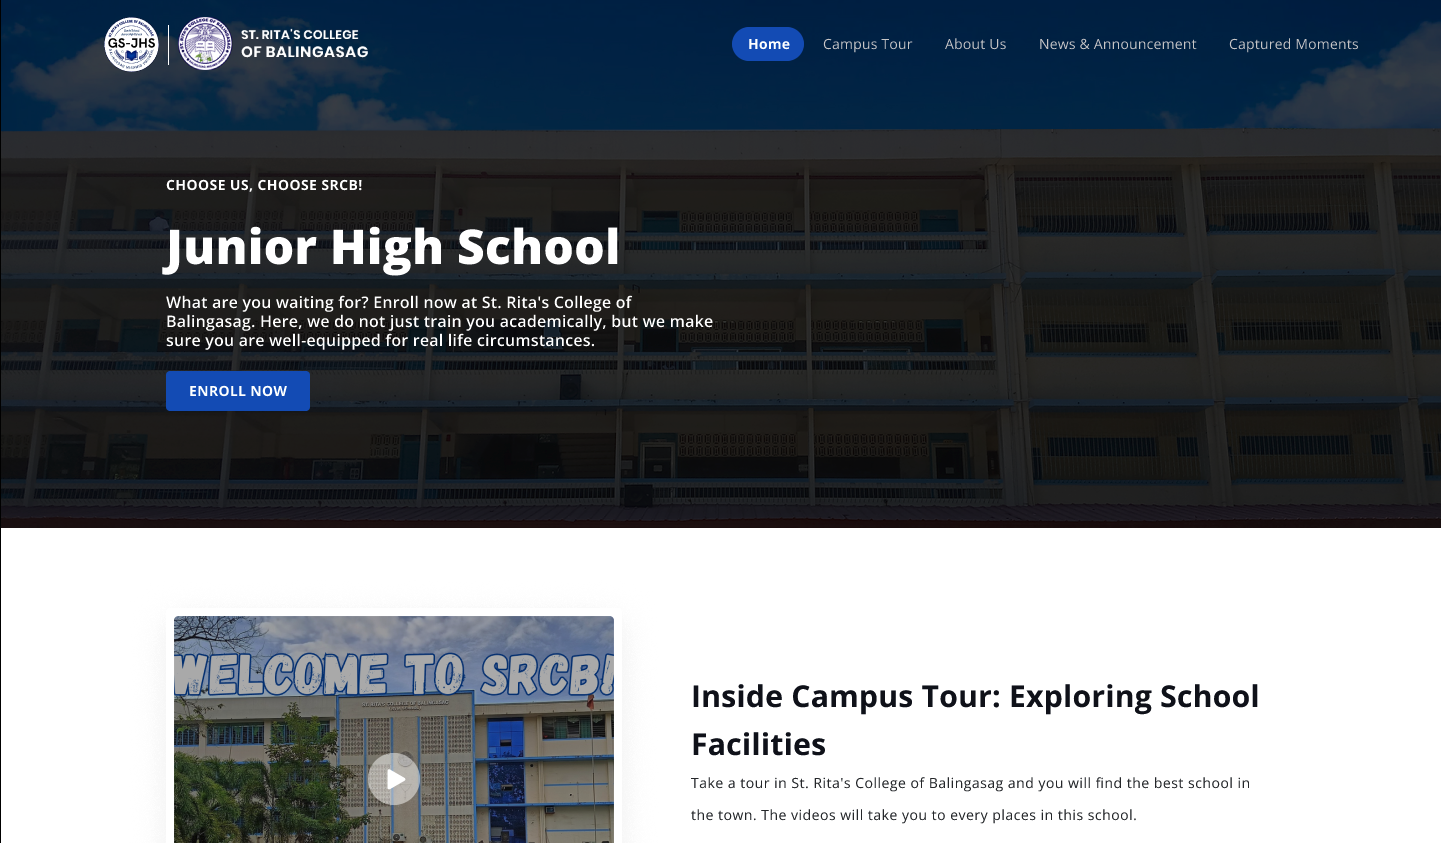 GS-JHS
ST. RITA'S COLLEGE
OF BALINGASAG
Home
Campus Tour
About Us
News & Announcement
Captured Moments
CHOOSE US, CHOOSE SRCB!
Junior High School
What are you waiting for? Enroll now at St. Rita's College of
Balingasag. Here, we do not just train you academically, but we make
sure you are well-equipped for real life circumstances.
ENROLL NOW
WELCOME TO SRCB!
ST. RITA'S COLLEGE OF BALINGASAG
Inside Campus Tour: Exploring School
Facilities
Take a tour in St. Rita's College of Balingasag and you will find the best school in
the town. The videos will take you to every places in this school.